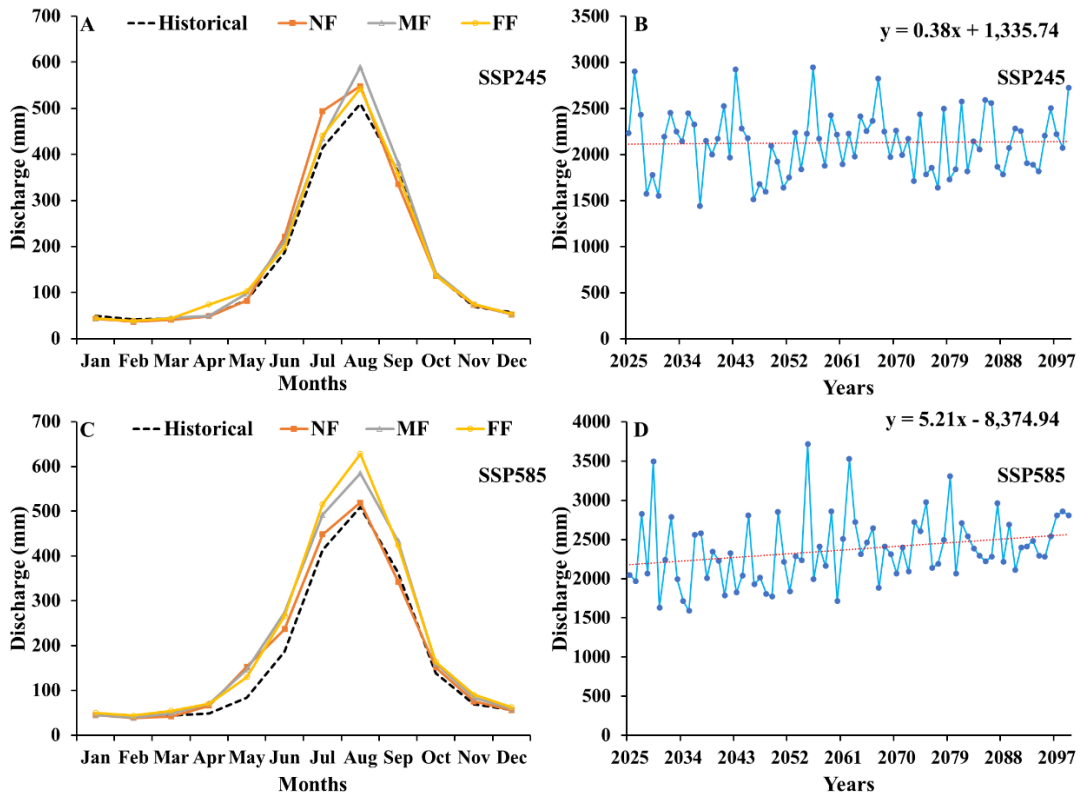 A
Historical NF MF FF
SSP245
Discharge (mm)
700
600
500
400
300
200
100
0
Jan Feb Mar Apr May Jun Jul Aug Sep Oct Nov Dec
Months
B
y = 0.38x + 1,335.74
SSP245
Discharge (mm)
3500
3000
2500
2000
1500
1000
500
0
2025 2034 2043 2052 2061 2070 2079 2088 2097
Years
C
Historical NF MF FF
SSP585
Discharge (mm)
700
600
500
400
300
200
100
0
Jan Feb Mar Apr May Jun Jul Aug Sep Oct Nov Dec
Months
D
y = 5.21x - 8,374.94
SSP585
Discharge (mm)
4000
3500
3000
2500
2000
1500
1000
500
0
2025 2034 2043 2052 2061 2070 2079 2088 2097
Years